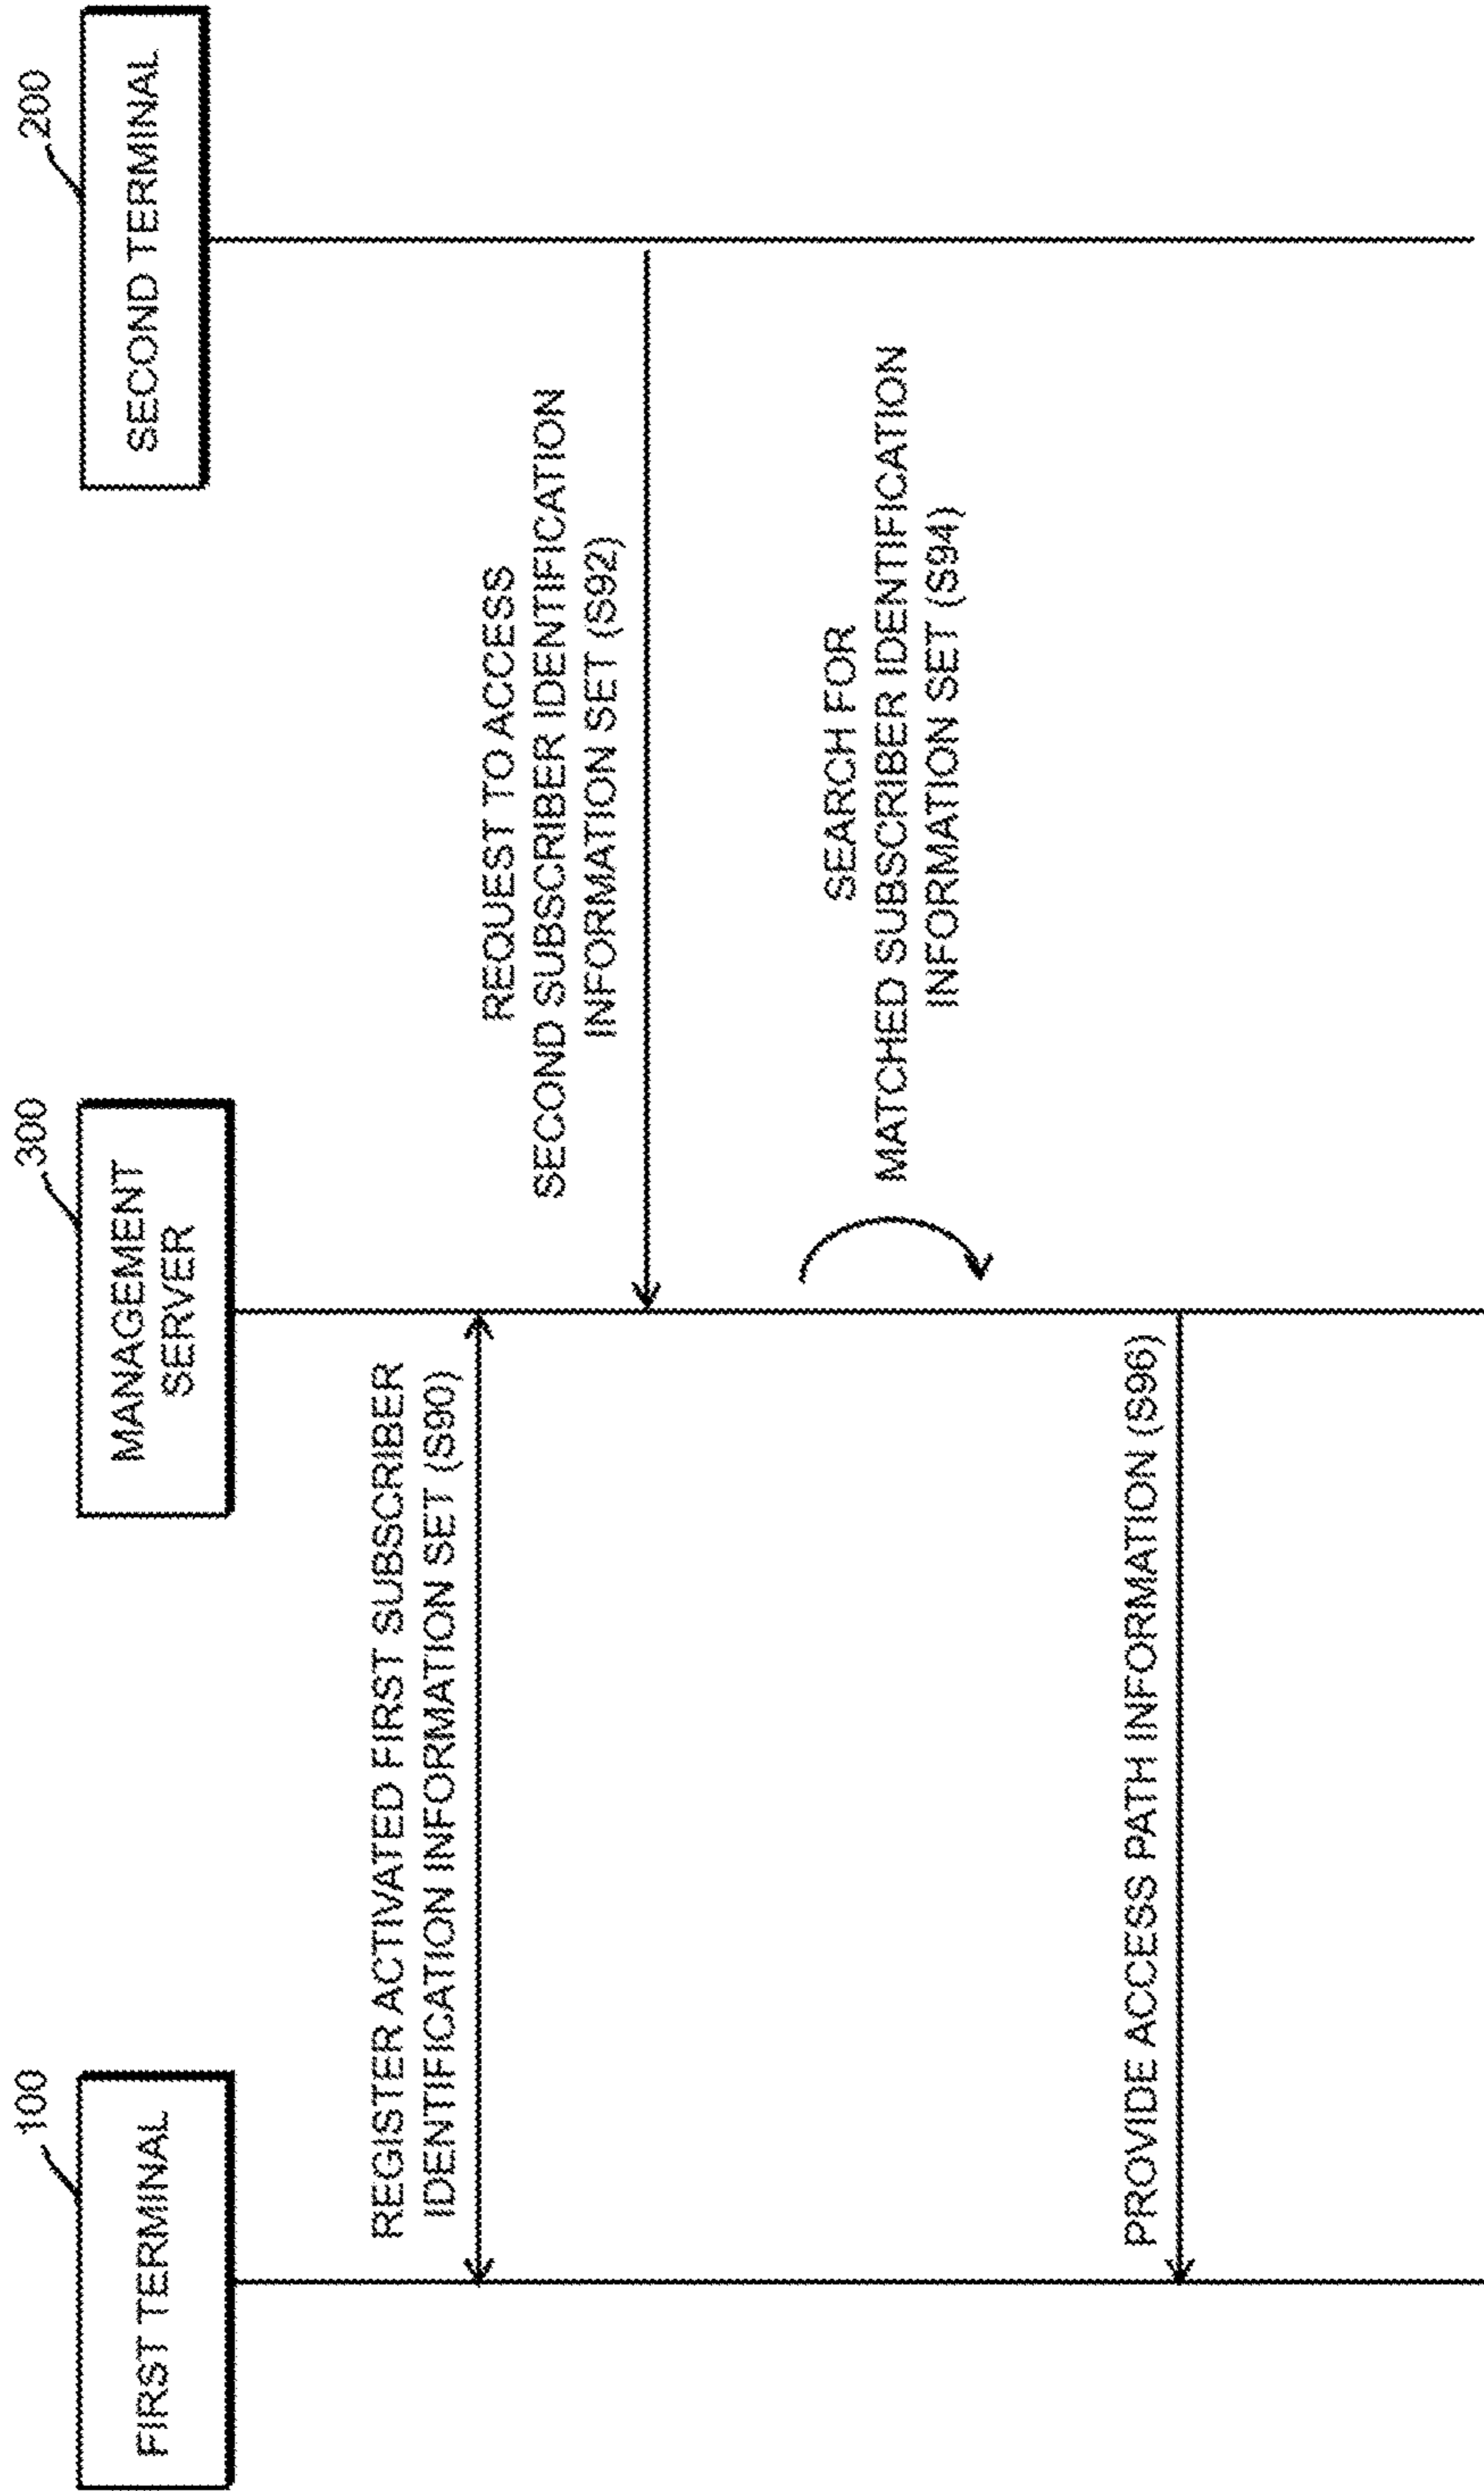 100
FIRST TERMINAL
300
MANAGEMENT
SERVER
200
SECOND TERMINAL
REGISTER ACTIVATED FIRST SUBSCRIBER
IDENTIFICATION INFORMATION SET (S90)
REQUEST TO ACCESS
SECOND SUBSCRIBER IDENTIFICATION
INFORMATION SET (S92)
SEARCH FOR
MATCHED SUBSCRIBER IDENTIFICATION
INFORMATION SET (S94)
PROVIDE ACCESS PATH INFORMATION (S96)